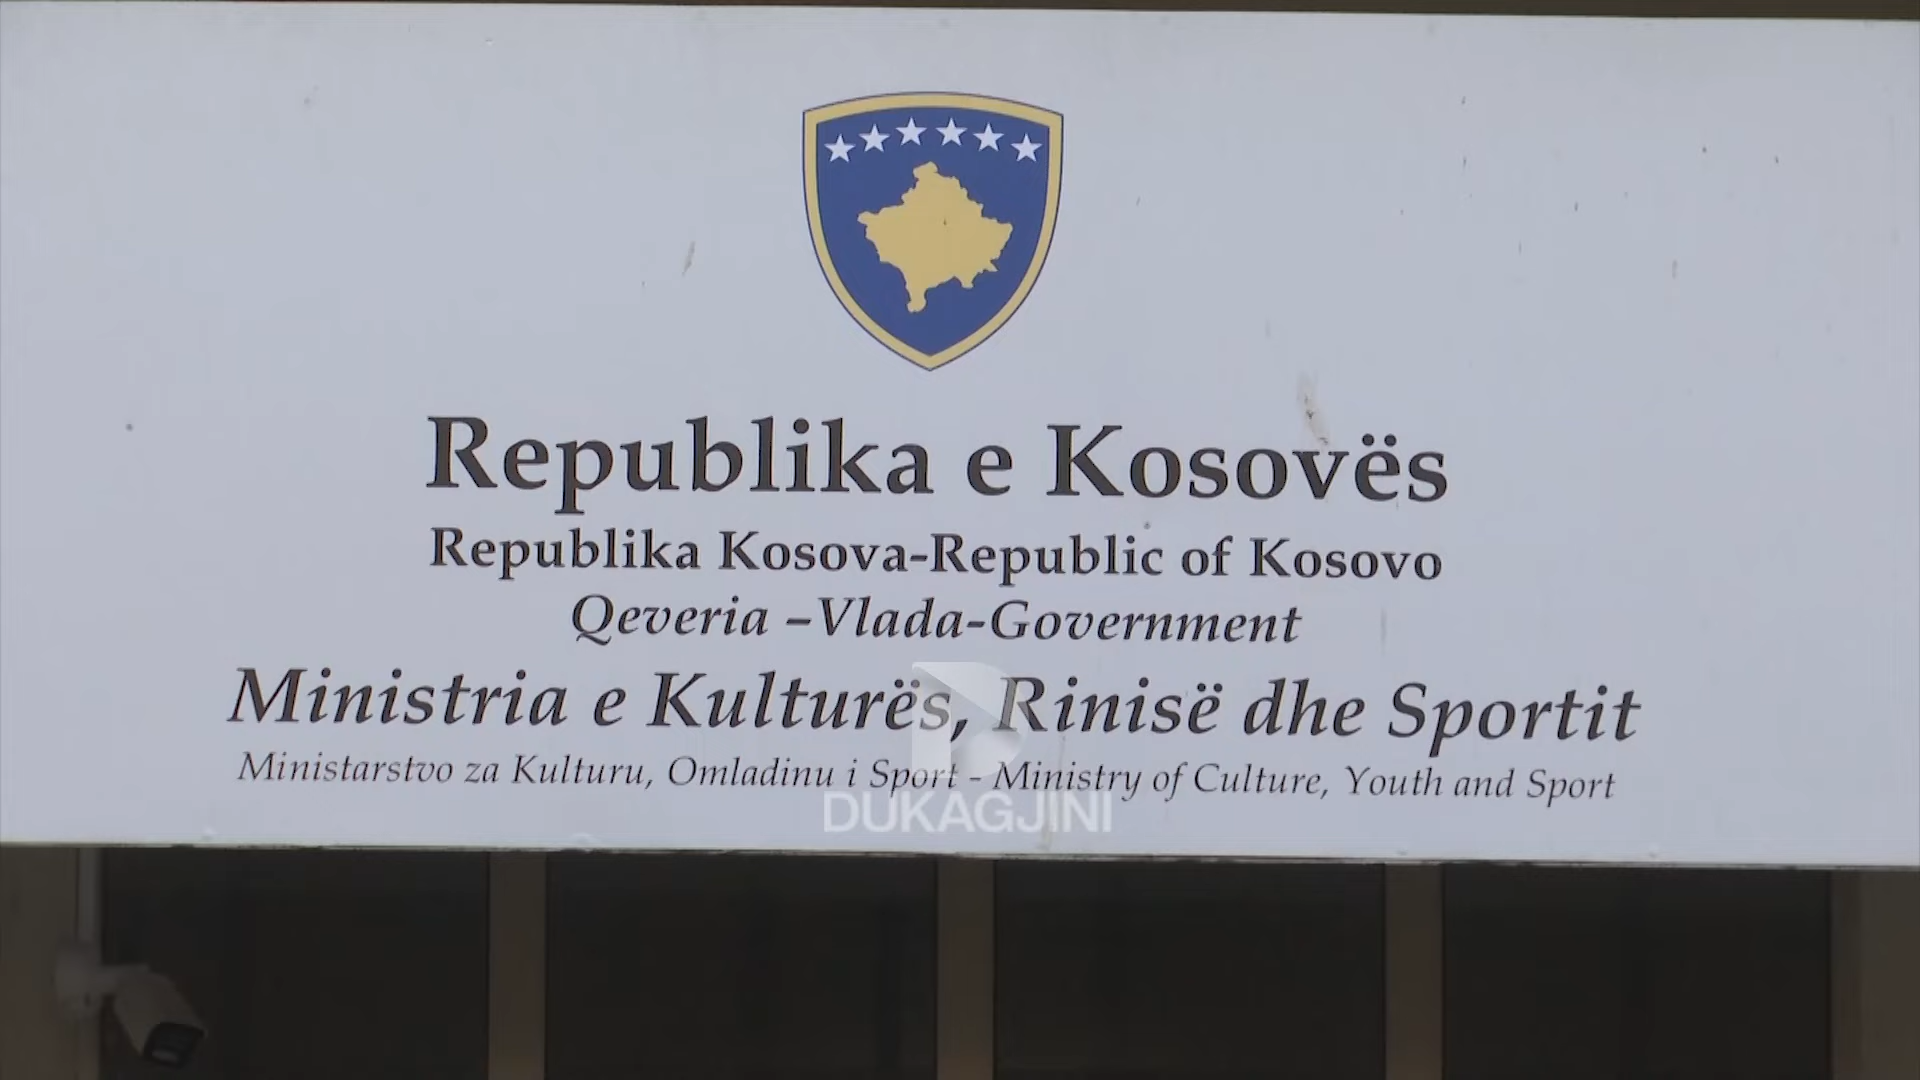 Republika e Kosovës
Republika Kosova-Republic of Kosovo
Qeveria –Vlada-Government
Ministria e Kulturës, Rinisë dhe Sportit
Ministarstvo za Kulturu, Omladinu i Sport - Ministry of Culture, Youth and Sport
DUKAGJINI